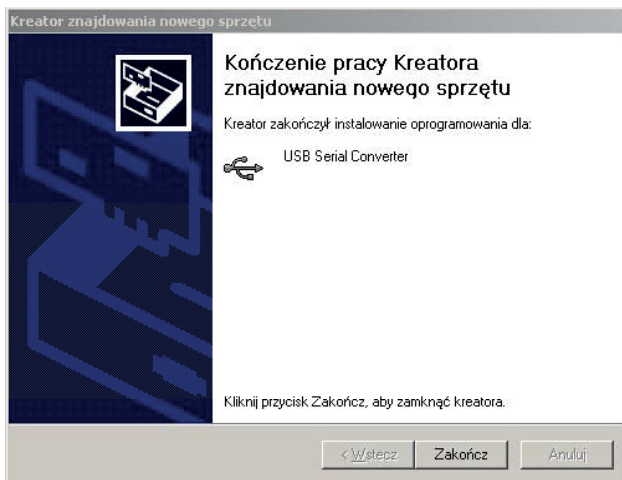 Kreator znajdowania nowego sprzętu
Kończenie pracy Kreatora
znajdowania nowego sprzętu
Kreator zakończył instalowanie oprogramowania dla:
USB Serial Converter
Kliknij przycisk Zakończ, aby zamknąć kreatora.
< Wstecz
Zakończ
Anuluj